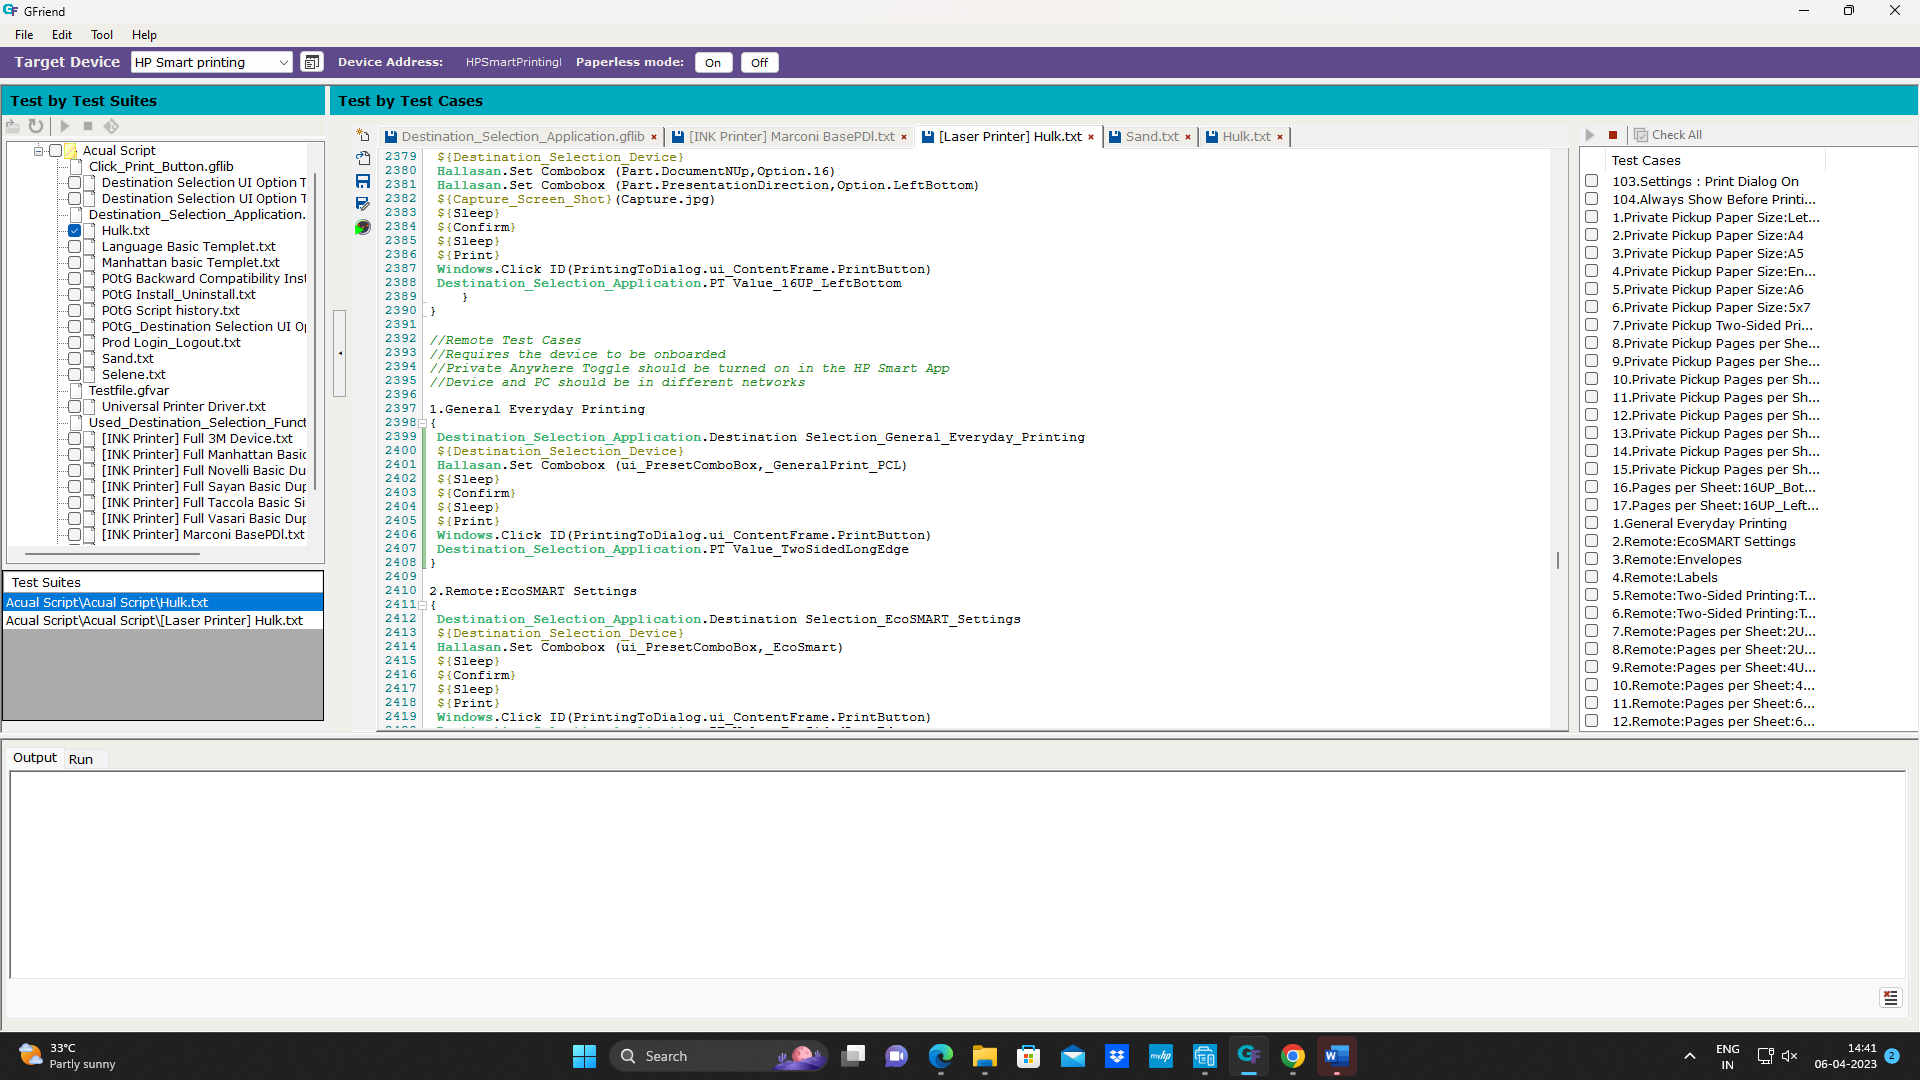 GFriend
File Edit Tool Help
Target Device HP Smart printing Device Address: HPSmartPrintingI Paperless mode: On Off
Test by Test Suites
Test by Test Cases
Acual Script
Click_Print_Button.gflib
Destination Selection UI Option T
Destination Selection UI Option T
Destination_Selection_Application.
Hulk.txt
Language Basic Templet.txt
Manhattan basic Templet.txt
POtG Backward Compatibility Inst
POtG Install_Uninstall.txt
POtG Script history.txt
POtG_Destination Selection UI Op
Prod Login_Logout.txt
Sand.txt
Selene.txt
Testfile.gfvar
Universal Printer Driver.txt
Used_Destination_Selection_Funct
[INK Printer] Full 3M Device.txt
[INK Printer] Full Manhattan Basic
[INK Printer] Full Novelli Basic Du
[INK Printer] Full Sayan Basic Dup
[INK Printer] Full Taccola Basic Si
[INK Printer] Full Vasari Basic Dup
[INK Printer] Marconi BasePDl.txt
Test Suites
Acual Script\Acual Script\Hulk.txt
Acual Script\Acual Script\[Laser Printer] Hulk.txt
Destination_Selection_Application.gflib × [INK Printer] Marconi BasePDl.txt × [Laser Printer] Hulk.txt × Sand.txt × Hulk.txt ×
2379 ${Destination_Selection_Device}
2380 Hallasan.Set Combobox (Part.DocumentNUp,Option.16)
2381 Hallasan.Set Combobox (Part.PresentationDirection,Option.LeftBottom)
2382 ${Capture_Screen_Shot}(Capture.jpg)
2383 ${Sleep}
2384 ${Confirm}
2385 ${Sleep}
2386 ${Print}
2387 Windows.Click ID(PrintingToDialog.ui_ContentFrame.PrintButton)
2388 Destination_Selection_Application.PT Value_16UP_LeftBottom
2389 }
2390 }
2391
2392 //Remote Test Cases
2393 //Requires the device to be onboarded
2394 //Private Anywhere Toggle should be turned on in the HP Smart App
2395 //Device and PC should be in different networks
2396
2397 1.General Everyday Printing
2398 {
2399 Destination_Selection_Application.Destination Selection_General_Everyday_Printing
2400 ${Destination_Selection_Device}
2401 Hallasan.Set Combobox (ui_PresetComboBox,_GeneralPrint_PCL)
2402 ${Sleep}
2403 ${Confirm}
2404 ${Sleep}
2405 ${Print}
2406 Windows.Click ID(PrintingToDialog.ui_ContentFrame.PrintButton)
2407 Destination_Selection_Application.PT Value_TwoSidedLongEdge
2408 }
2409
2410 2.Remote:EcoSMART Settings
2411 {
2412 Destination_Selection_Application.Destination Selection_EcoSMART_Settings
2413 ${Destination_Selection_Device}
2414 Hallasan.Set Combobox (ui_PresetComboBox,_EcoSmart)
2415 ${Sleep}
2416 ${Confirm}
2417 ${Sleep}
2418 ${Print}
2419 Windows.Click ID(PrintingToDialog.ui_ContentFrame.PrintButton)
Check All
Test Cases
103.Settings : Print Dialog On
104.Always Show Before Printi...
1.Private Pickup Paper Size:Let...
2.Private Pickup Paper Size:A4
3.Private Pickup Paper Size:A5
4.Private Pickup Paper Size:En...
5.Private Pickup Paper Size:A6
6.Private Pickup Paper Size:5x7
7.Private Pickup Two-Sided Pri...
8.Private Pickup Pages per She...
9.Private Pickup Pages per She...
10.Private Pickup Pages per Sh...
11.Private Pickup Pages per Sh...
12.Private Pickup Pages per Sh...
13.Private Pickup Pages per Sh...
14.Private Pickup Pages per Sh...
15.Private Pickup Pages per Sh...
16.Pages per Sheet:16UP_Bot...
17.Pages per Sheet:16UP_Left...
1.General Everyday Printing
2.Remote:EcoSMART Settings
3.Remote:Envelopes
4.Remote:Labels
5.Remote:Two-Sided Printing:T...
6.Remote:Two-Sided Printing:T...
7.Remote:Pages per Sheet:2U...
8.Remote:Pages per Sheet:2U...
9.Remote:Pages per Sheet:4U...
10.Remote:Pages per Sheet:4...
11.Remote:Pages per Sheet:6...
12.Remote:Pages per Sheet:6...
Output Run
33°C
Partly sunny
Search
myhp
GF
W
ENG
IN
14:41
06-04-2023
2